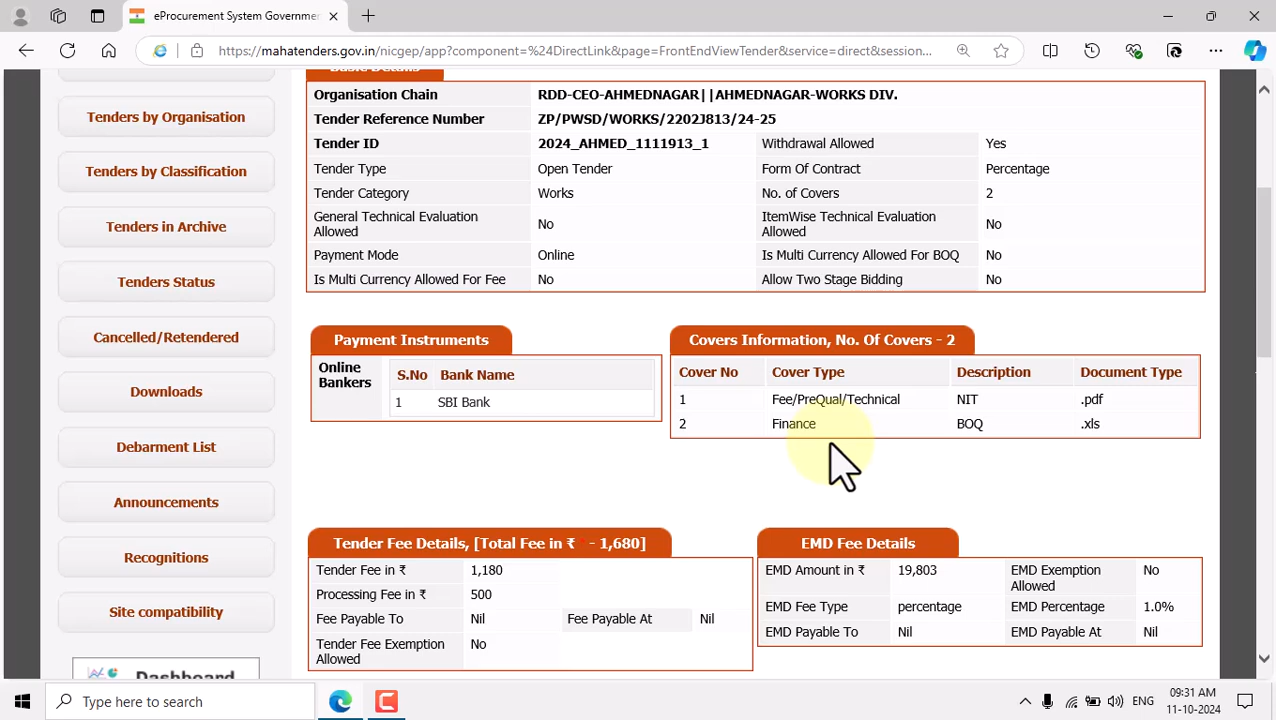 eProcurement System Governmen
https://mahatenders.gov.in/nicgep/app?component=%24DirectLink&page=FrontEndViewTender&service=direct&session...
Basic Details
Organisation Chain RDD-CEO-AHMEDNAGAR||AHMEDNAGAR-WORKS DIV.
Tender Reference Number ZP/PWSD/WORKS/2202J813/24-25
Tender ID 2024_AHMED_1111913_1 Withdrawal Allowed Yes
Tender Type Open Tender Form Of Contract Percentage
Tender Category Works No. of Covers 2
General Technical Evaluation Allowed No ItemWise Technical Evaluation Allowed No
Payment Mode Online Is Multi Currency Allowed For BOQ No
Is Multi Currency Allowed For Fee No Allow Two Stage Bidding No
Tenders by Organisation
Tenders by Classification
Tenders in Archive
Tenders Status
Cancelled/Retendered
Downloads
Debarment List
Announcements
Recognitions
Site compatibility
Dashboard
Payment Instruments
Online Bankers
S.No Bank Name
1 SBI Bank
Covers Information, No. Of Covers - 2
Cover No Cover Type Description Document Type
1 Fee/PreQual/Technical NIT .pdf
2 Finance BOQ .xls
Tender Fee Details, [Total Fee in ₹ * - 1,680]
Tender Fee in ₹ 1,180
Processing Fee in ₹ 500
Fee Payable To Nil Fee Payable At Nil
Tender Fee Exemption Allowed No
EMD Fee Details
EMD Amount in ₹ 19,803 EMD Exemption Allowed No
EMD Fee Type percentage EMD Percentage 1.0%
EMD Payable To Nil EMD Payable At Nil
Type here to search
ENG
09:31 AM
11-10-2024